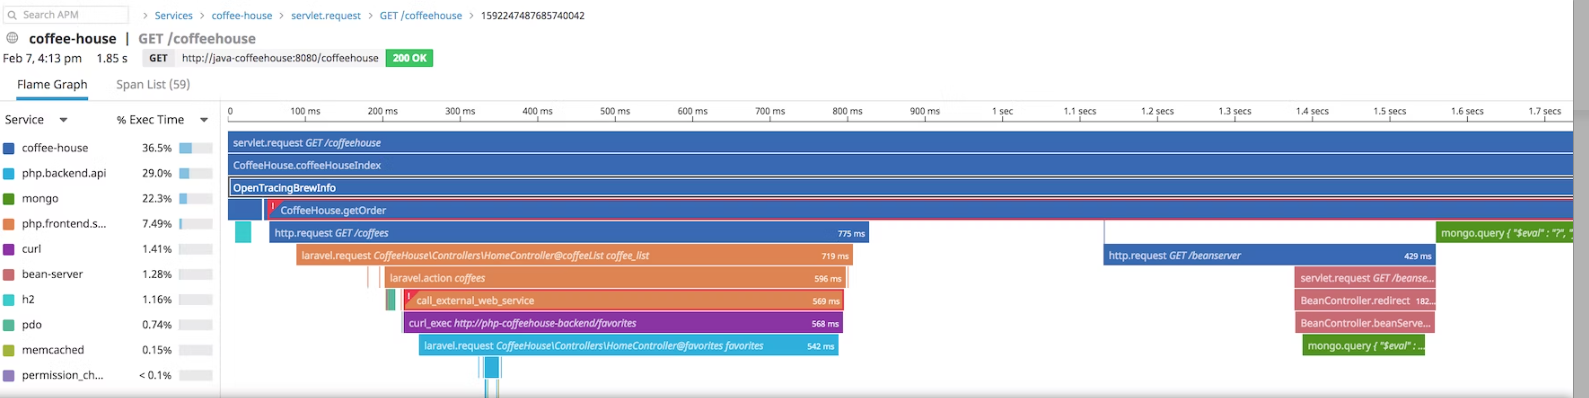 Search APM > Services > coffee-house > servlet.request > GET /coffeehouse > 1592247487685740042
coffee-house | GET /coffeehouse
Feb 7, 4:13 pm 1.85 s GET http://java-coffeehouse:8080/coffeehouse 200 OK
Flame Graph Span List (59)
0 100 ms 200 ms 300 ms 400 ms 500 ms 600 ms 700 ms 800 ms 900 ms 1 sec 1.1 secs 1.2 secs 1.3 secs 1.4 secs 1.5 secs 1.6 secs 1.7 secs
Service % Exec Time
coffee-house 36.5%
php.backend.api 29.0%
mongo 22.3%
php.frontend.s... 7.49%
curl 1.41%
bean-server 1.28%
h2 1.16%
pdo 0.74%
memcached 0.15%
permission_ch... < 0.1%
servlet.request GET /coffeehouse
CoffeeHouse.coffeeHouseIndex
OpenTracingBrewInfo
! CoffeeHouse.getOrder
http.request GET /coffees 775 ms mongo.query { "$eval" : "?", "
laravel.request CoffeeHouse\Controllers\HomeController@coffeeList coffee_list 719 ms http.request GET /beanserver 429 ms
laravel.action coffees 596 ms servlet.request GET /beanse...
! call_external_web_service 569 ms BeanController.redirect 182...
curl_exec http://php-coffeehouse-backend/favorites 568 ms BeanController.beanServe...
laravel.request CoffeeHouse\Controllers\HomeController@favorites favorites 542 ms mongo.query { "$eval" : ...